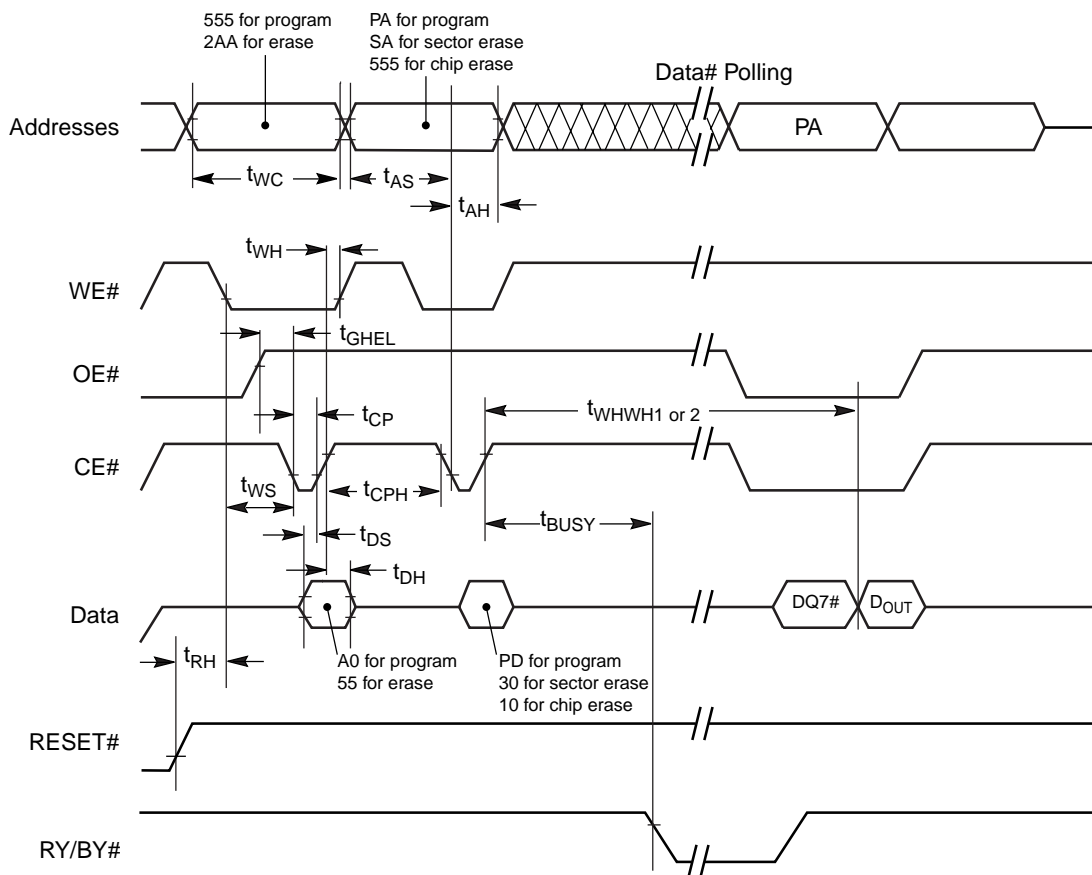 555 for program
2AA for erase
PA for program
SA for sector erase
555 for chip erase
Data# Polling
Addresses
PA
tWC
tAS
tAH
tWH
WE#
tGHEL
OE#
tWHWH1 or 2
tCP
CE#
tWS
tCPH
tDS
tBUSY
tDH
Data
DQ7#
DOUT
tRH
A0 for program
55 for erase
PD for program
30 for sector erase
10 for chip erase
RESET#
RY/BY#